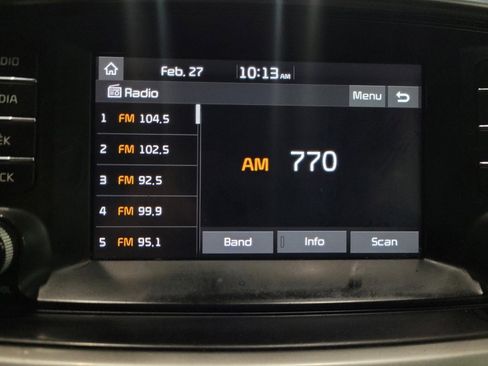 Feb. 27 10:13 AM
Radio Menu
1 FM 104.5
2 FM 102.5
3 FM 92.5
4 FM 99.9
5 FM 95.1
AM 770
Band Info Scan